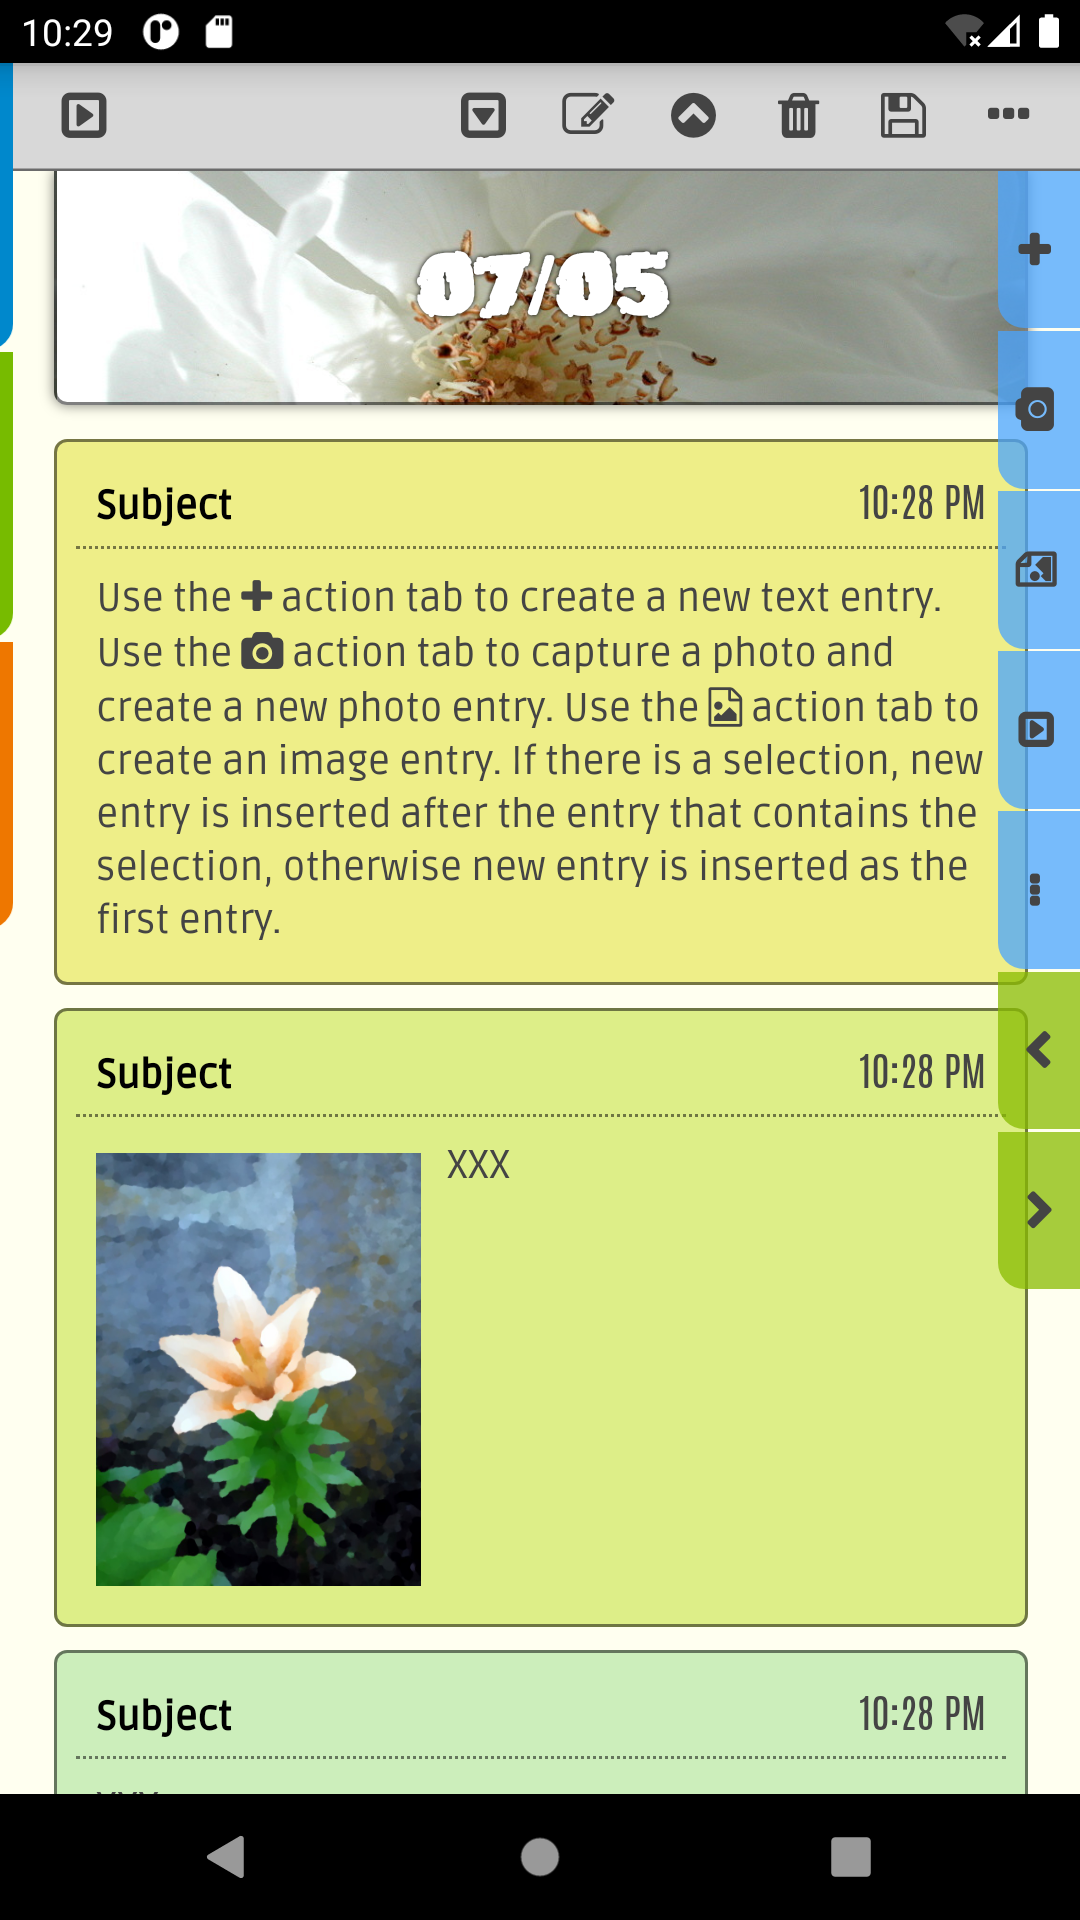 10:29
07/05
Subject 10:28 PM
Use the action tab to create a new text entry.
Use the action tab to capture a photo and
create a new photo entry. Use the action tab to
create an image entry. If there is a selection, new
entry is inserted after the entry that contains the
selection, otherwise new entry is inserted as the
first entry.
Subject 10:28 PM
XXX
Subject 10:28 PM